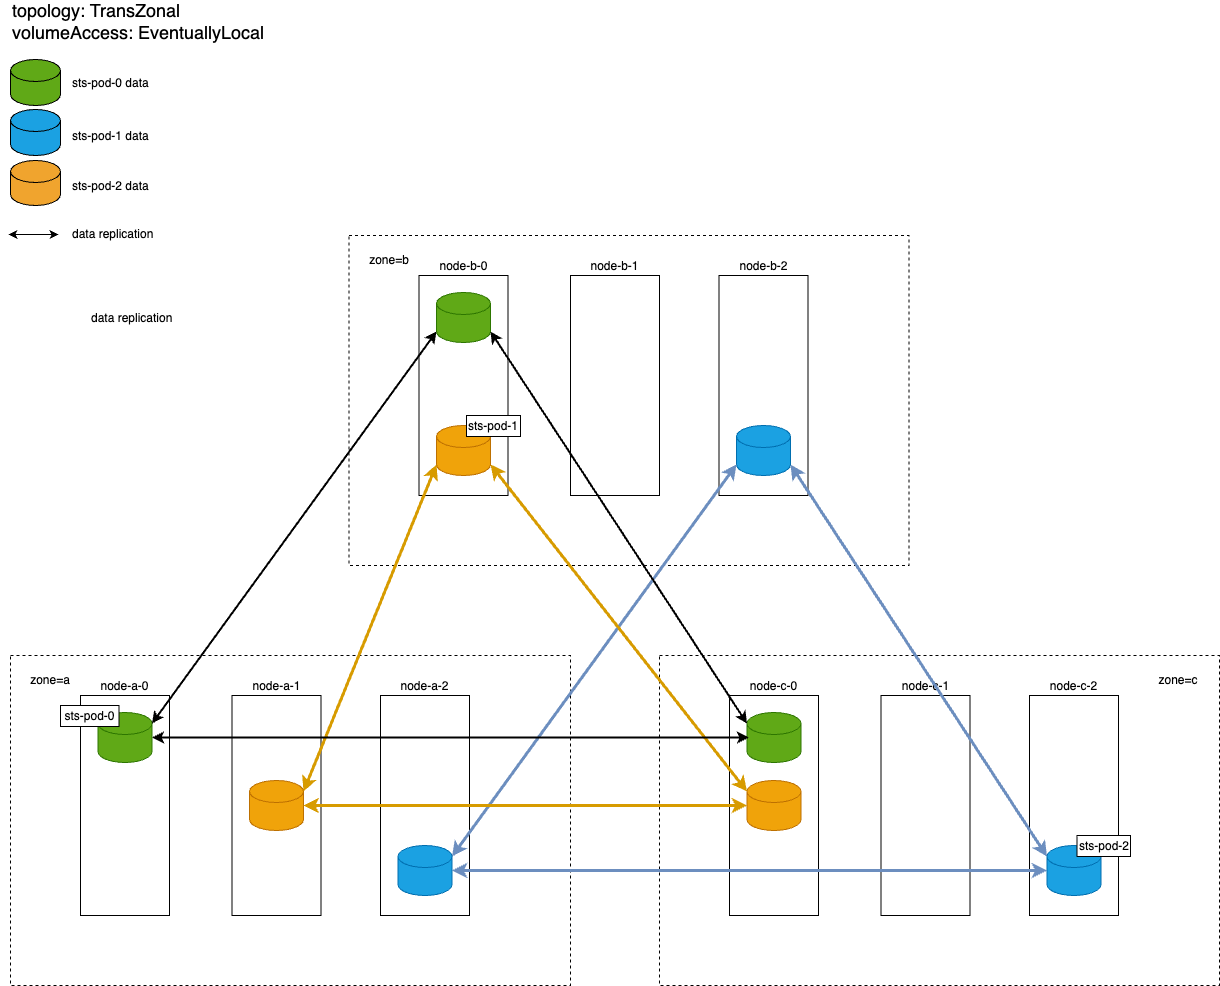 topology: TransZonal
volumeAccess: EventuallyLocal
sts-pod-0 data
sts-pod-1 data
sts-pod-2 data
data replication
data replication
zone=b
node-b-0
node-b-1
node-b-2
sts-pod-1
zone=a
node-a-0
node-a-1
node-a-2
sts-pod-0
node-c-0
node-c-1
node-c-2
zone=c
sts-pod-2